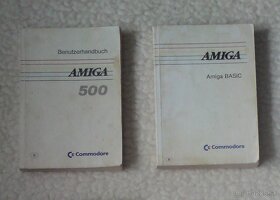 Benutzerhandbuch
AMIGA
500
Commodore
AMIGA
Amiga BASIC
Commodore